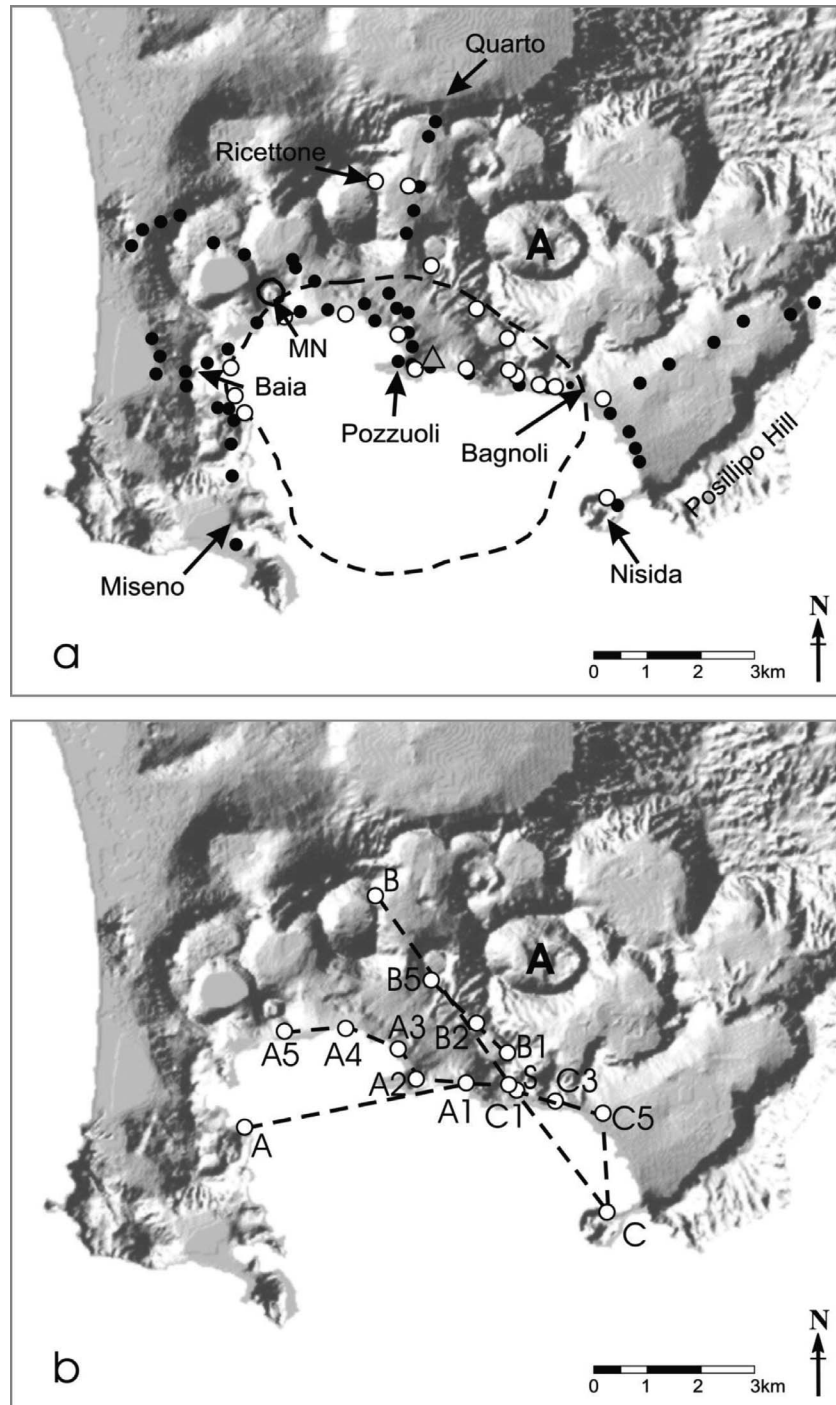 Quarto
Ricettone
A
MN
Baia
Pozzuoli
Bagnoli
Posillipo Hill
Miseno
Nisida
N
a
0 1 2 3km
B
A
B5
A3
B2
B1
A5
A4
S
C3
A2
A1
C1
C5
A
C
N
b
0 1 2 3km